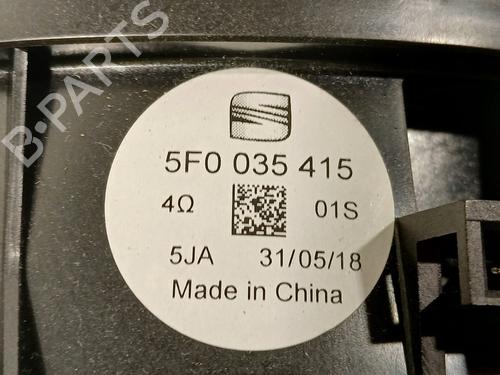 B-PARTS
5F0 035 415
4Ω 01S
5JA 31/05/18
Made in China